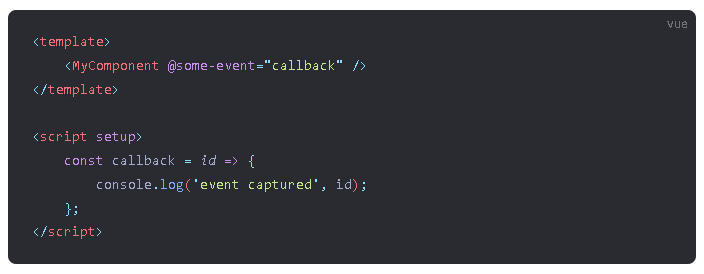 vue
<template>
    <MyComponent @some-event="callback" />
</template>

<script setup>
    const callback = id => {
        console.log('event captured', id);
    };
</script>